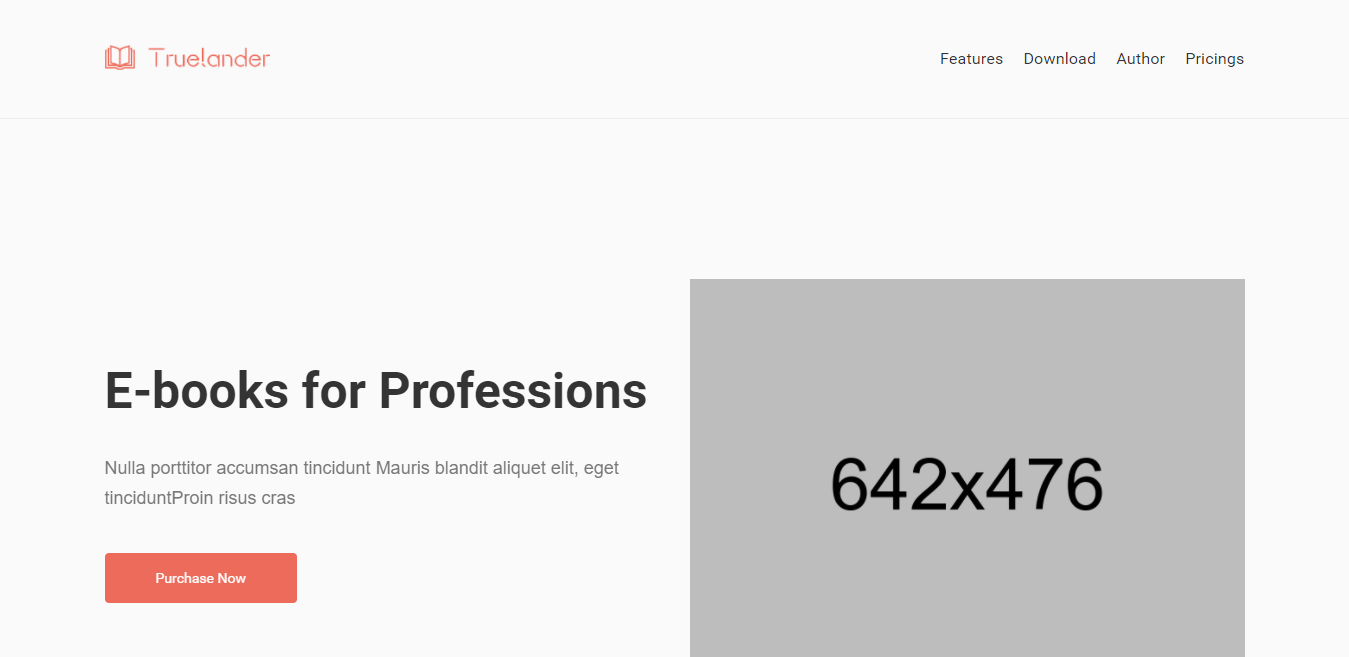 Truelander
Features Download Author Pricings
E-books for Professions
Nulla porttitor accumsan tincidunt Mauris blandit aliquet elit, eget
tinciduntProin risus cras
642x476
Purchase Now